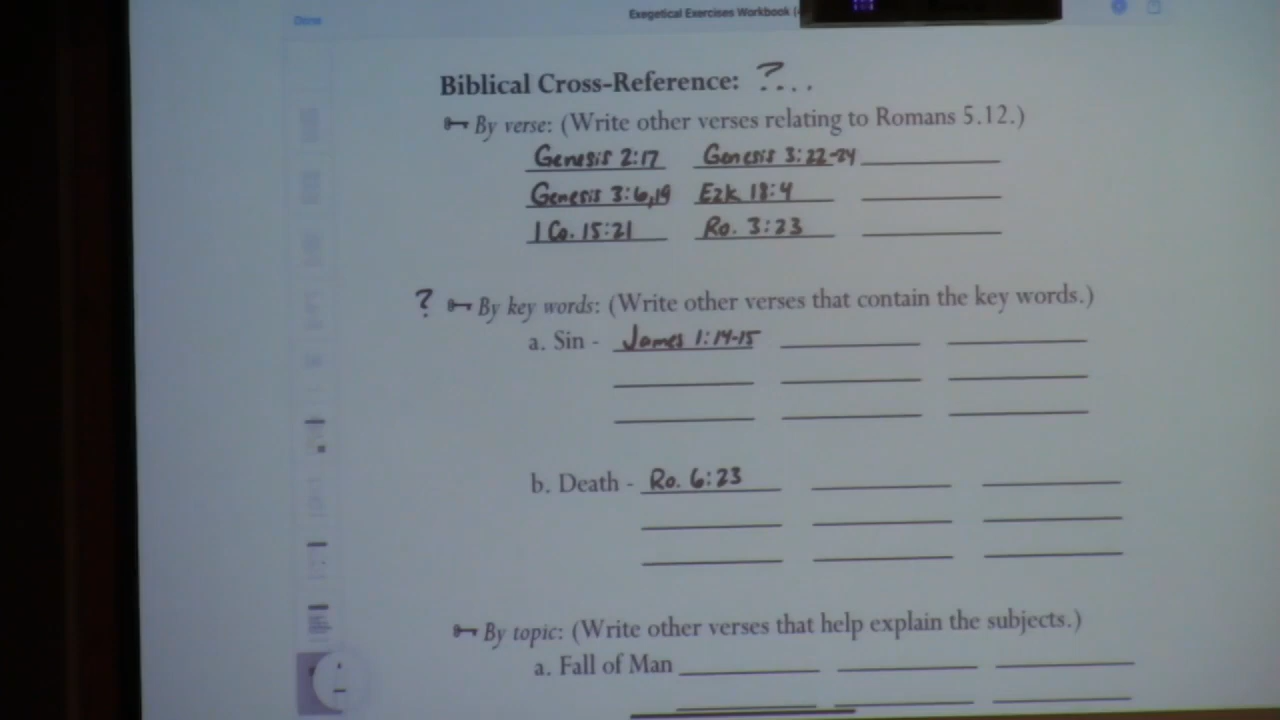 Done
Exegetical Exercises Workbook (
Biblical Cross-Reference: ?...
By verse: (Write other verses relating to Romans 5.12.)
Genesis 2:17 Genesis 3:22-24
Genesis 3:6,19 Ezk 18:4
1 Co. 15:21 Ro. 3:23
? By key words: (Write other verses that contain the key words.)
a. Sin - James 1:14-15
b. Death - Ro. 6:23
By topic: (Write other verses that help explain the subjects.)
a. Fall of Man